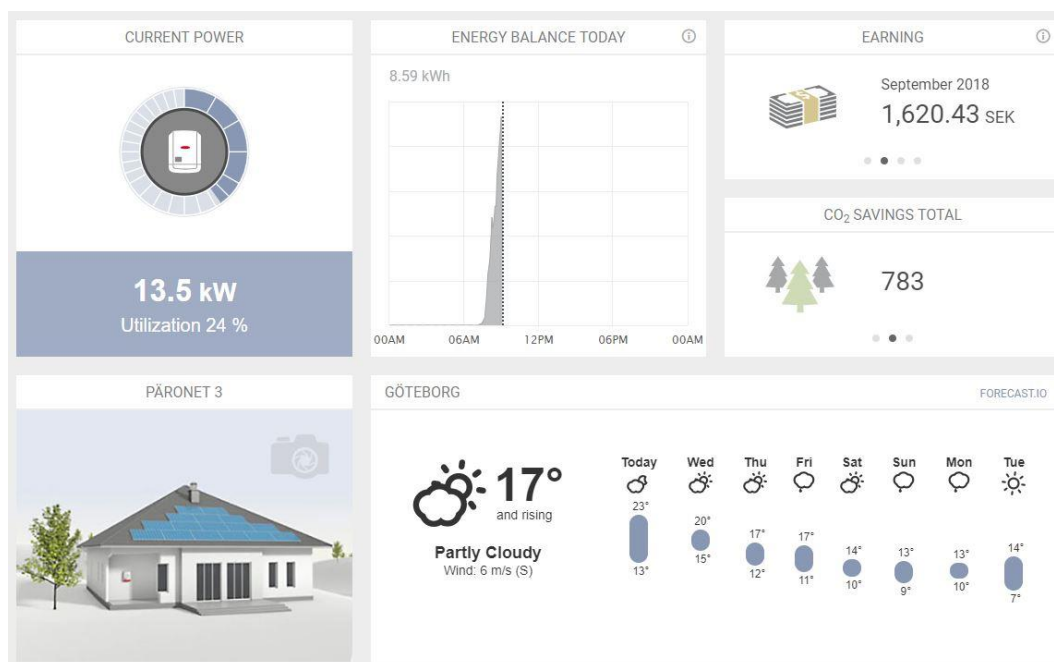 CURRENT POWER
13.5 kW
Utilization 24 %
ENERGY BALANCE TODAY
8.59 kWh
00AM 06AM 12PM 06PM 00AM
EARNING
September 2018
1,620.43 SEK
CO₂ SAVINGS TOTAL
783
PÄRONET 3
GÖTEBORG
FORECAST.IO
17°
and rising
Partly Cloudy
Wind: 6 m/s (S)
Today Wed Thu Fri Sat Sun Mon Tue
23° 20° 17° 17° 14° 13° 13° 14°
13° 15° 12° 11° 10° 9° 10° 7°